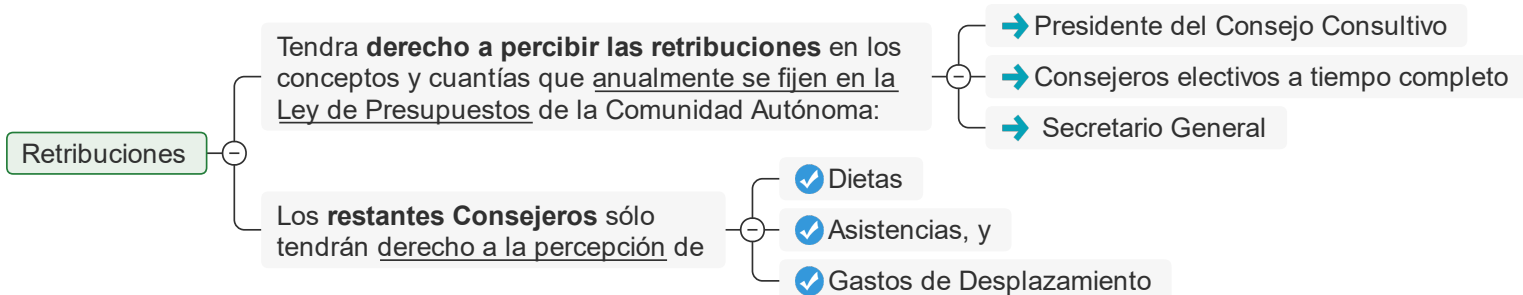 Retribuciones
Tendra derecho a percibir las retribuciones en los
conceptos y cuantías que anualmente se fijen en la
Ley de Presupuestos de la Comunidad Autónoma:
Presidente del Consejo Consultivo
Consejeros electivos a tiempo completo
Secretario General
Los restantes Consejeros sólo
tendrán derecho a la percepción de
Dietas
Asistencias, y
Gastos de Desplazamiento